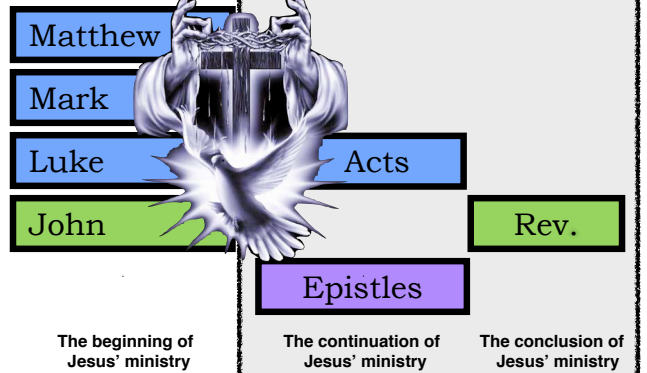 Matthew
Mark
Luke
Acts
John
Rev.
Epistles
The beginning of
Jesus' ministry
The continuation of
Jesus' ministry
The conclusion of
Jesus' ministry